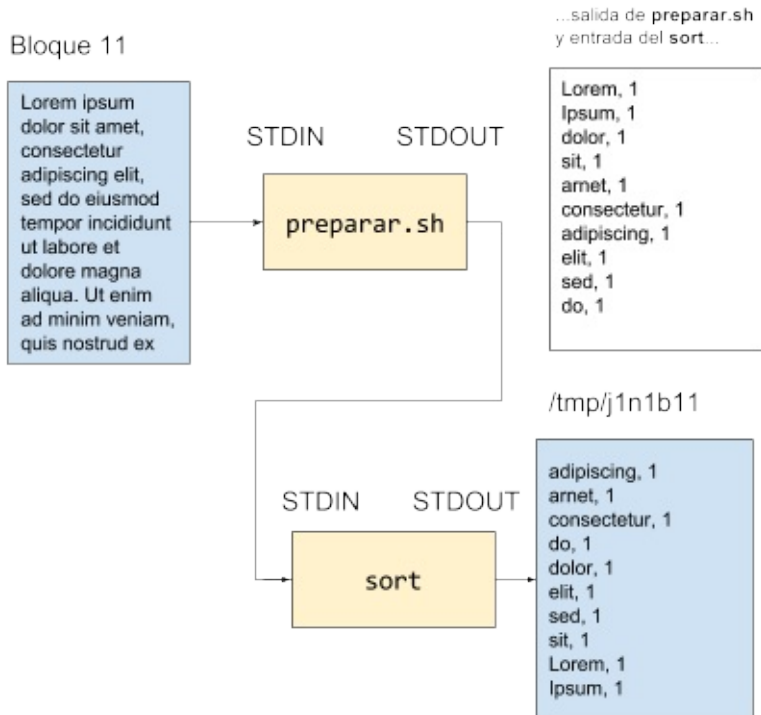 Bloque 11
Lorem ipsum
dolor sit amet,
consectetur
adipiscing elit,
sed do eiusmod
tempor incididunt
ut labore et
dolore magna
aliqua. Ut enim
ad minim veniam,
quis nostrud ex
STDIN
STDOUT
preparar.sh
...salida de preparar.sh
y entrada del sort...
Lorem, 1
Ipsum, 1
dolor, 1
sit, 1
amet, 1
consectetur, 1
adipiscing, 1
elit, 1
sed, 1
do, 1
STDIN
STDOUT
sort
/tmp/j1n1b11
adipiscing, 1
amet, 1
consectetur, 1
do, 1
dolor, 1
elit, 1
sed, 1
sit, 1
Lorem, 1
Ipsum, 1